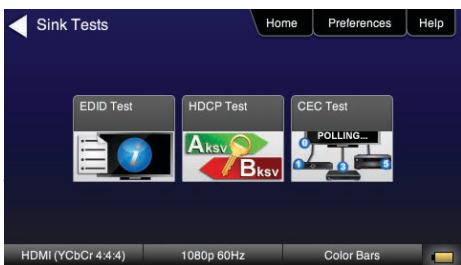 Sink Tests
Home
Preferences
Help
EDID Test
HDCP Test
CEC Test
i
Aksv
Bksv
POLLING...
0
1
3
5
HDMI (YCbCr 4:4:4)
1080p 60Hz
Color Bars